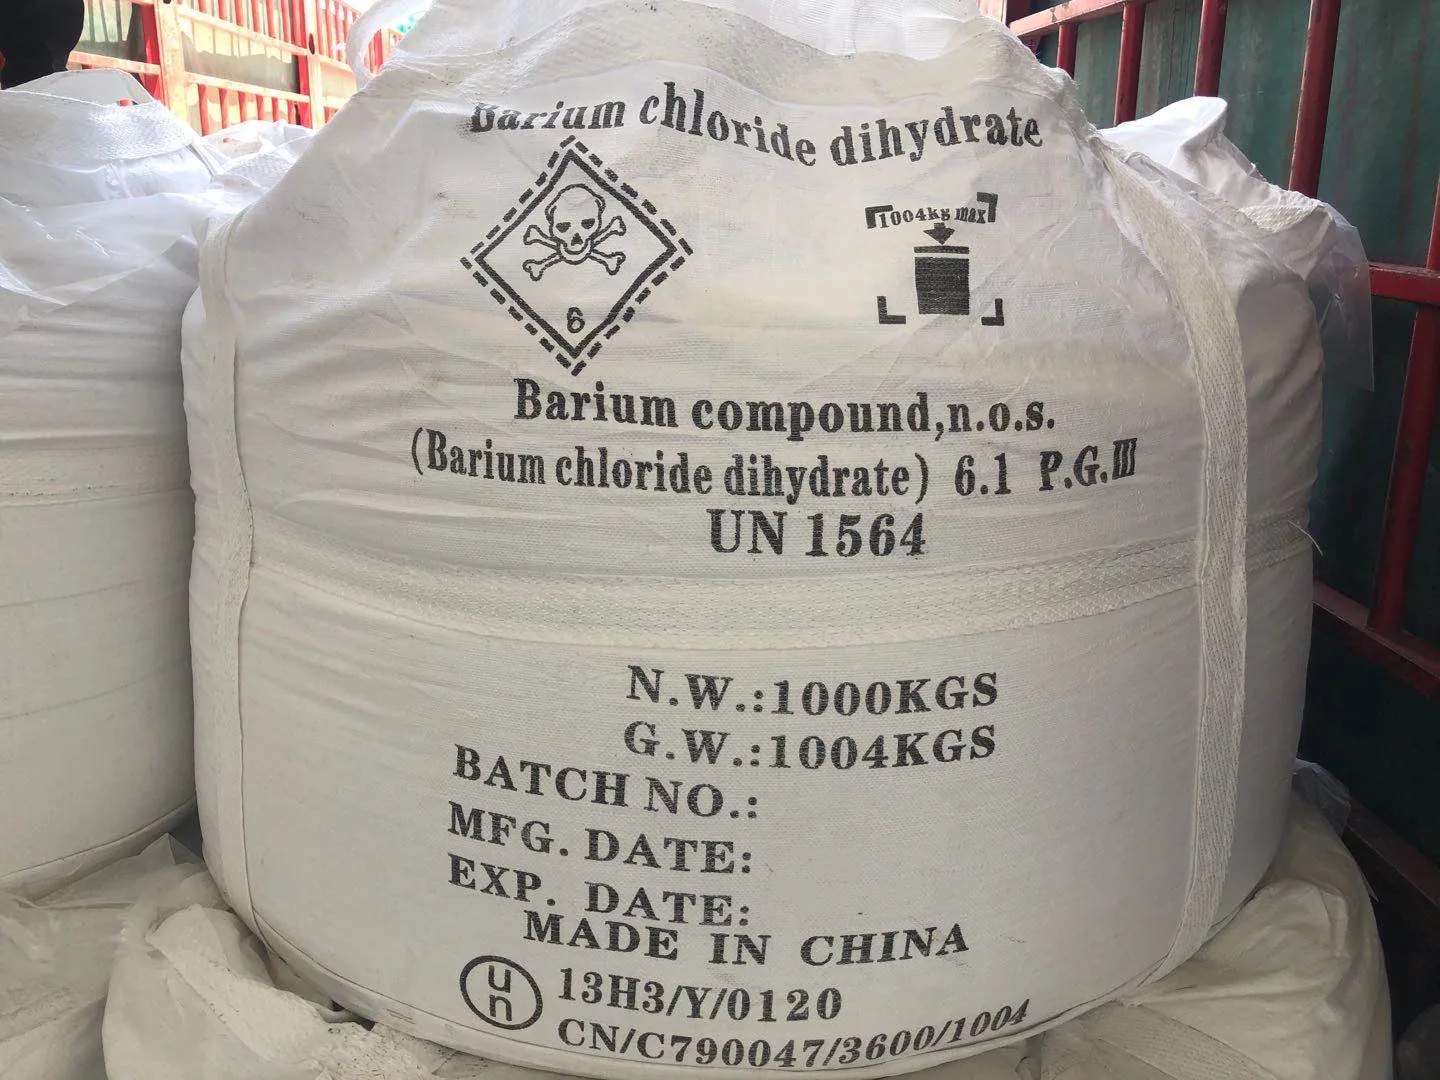 Barium chloride dihydrate
1004kg max
6
Barium compound,n.o.s.
(Barium chloride dihydrate) 6.1 P.G.III
UN 1564
N.W.:1000KGS
G.W.:1004KGS
BATCH NO.:
MFG. DATE:
EXP. DATE:
MADE IN CHINA
un 13H3/Y/0120
CN/C790047/3600/1004